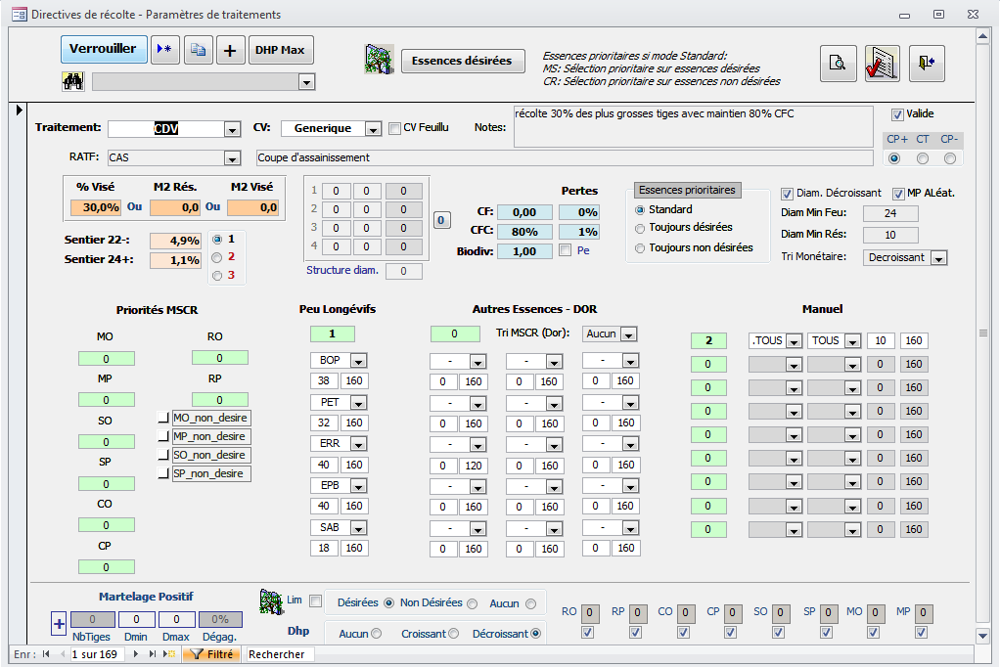 Directives de récolte - Paramètres de traitements
Verrouiller
DHP Max
Essences désirées
Essences prioritaires si mode Standard:
MS: Sélection prioritaire sur essences désirées
CR: Sélection prioritaire sur essences non désirées
Traitement: CDV CV: Generique CV Feuillu Notes: récolte 30% des plus grosses tiges avec maintien 80% CFC
Valide
CP+ CT CP-
RATF: CAS Coupe d'assainissement
% Visé M2 Rés. M2 Visé
30,0% Ou 0,0 Ou 0,0
Sentier 22-: 4,9% 1
Sentier 24+: 1,1% 2
3
1 0 0 0
2 0 0 0
3 0 0 0
4 0 0 0
Structure diam. 0
0
Pertes
CF: 0,00 0%
CFC: 80% 1%
Biodiv: 1,00 Pe
Essences prioritaires
Standard
Toujours désirées
Toujours non désirées
Diam. Décroissant MP ALéat.
Diam Min Feu: 24
Diam Min Rés: 10
Tri Monétaire: Decroissant
Priorités MSCR
MO RO
0 0
MP RP
0 0
SO
0
SP
0
CO
0
CP
0
MO_non_desire
MP_non_desire
SO_non_desire
SP_non_desire
Peu Longévifs
1
BOP
38 160
PET
32 160
ERR
40 160
EPB
40 160
SAB
18 160
Autres Essences - DOR
0 Tri MSCR (Dor): Aucun
- - -
0 160 0 160 0 160
- - -
0 160 0 160 0 160
- - -
0 120 0 160 0 160
- - -
0 160 0 160 0 160
- - -
0 160 0 160 0 160
Manuel
2 .TOUS TOUS 10 160
0 0 160
0 0 160
0 0 160
0 0 160
0 0 160
0 0 160
0 0 160
0 0 160
Martelage Positif
+ 0 0 0 0%
NbTiges Dmin Dmax Dégag.
Lim Désirées Non Désirées Aucun
Dhp Aucun Croissant Décroissant
RO 0 RP 0 CO 0 CP 0 SO 0 SP 0 MO 0 MP 0
Enr : 1 sur 169 Filtré Rechercher